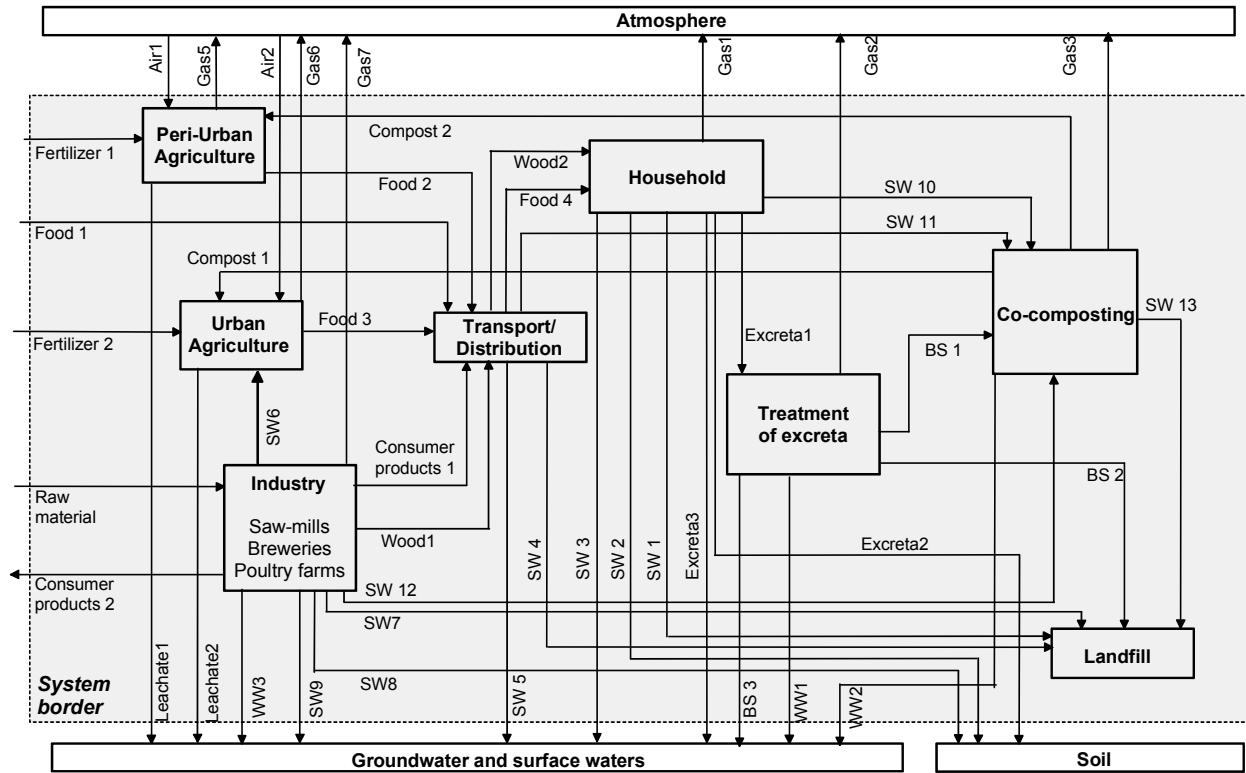 Atmosphere
Air1
Gas5
Air2
Gas6
Gas7
Gas1
Gas2
Gas3
Peri-Urban
Agriculture
Compost 2
Fertilizer 1
Wood2
Household
Food 2
Food 4
SW 10
Food 1
SW 11
Compost 1
Urban
Agriculture
Food 3
Transport/
Distribution
Co-composting
SW 13
Fertilizer 2
Excreta1
BS 1
SW6
Treatment
of excreta
Consumer
products 1
Industry
BS 2
Raw
material
Saw-mills
Breweries
Poultry farms
Wood1
SW 4
SW 3
SW 2
SW 1
Excreta3
Excreta2
Consumer
products 2
SW 12
SW7
Landfill
System
border
Leachate1
Leachate2
WW3
SW9
SW8
SW 5
BS 3
WW1
WW2
Groundwater and surface waters
Soil